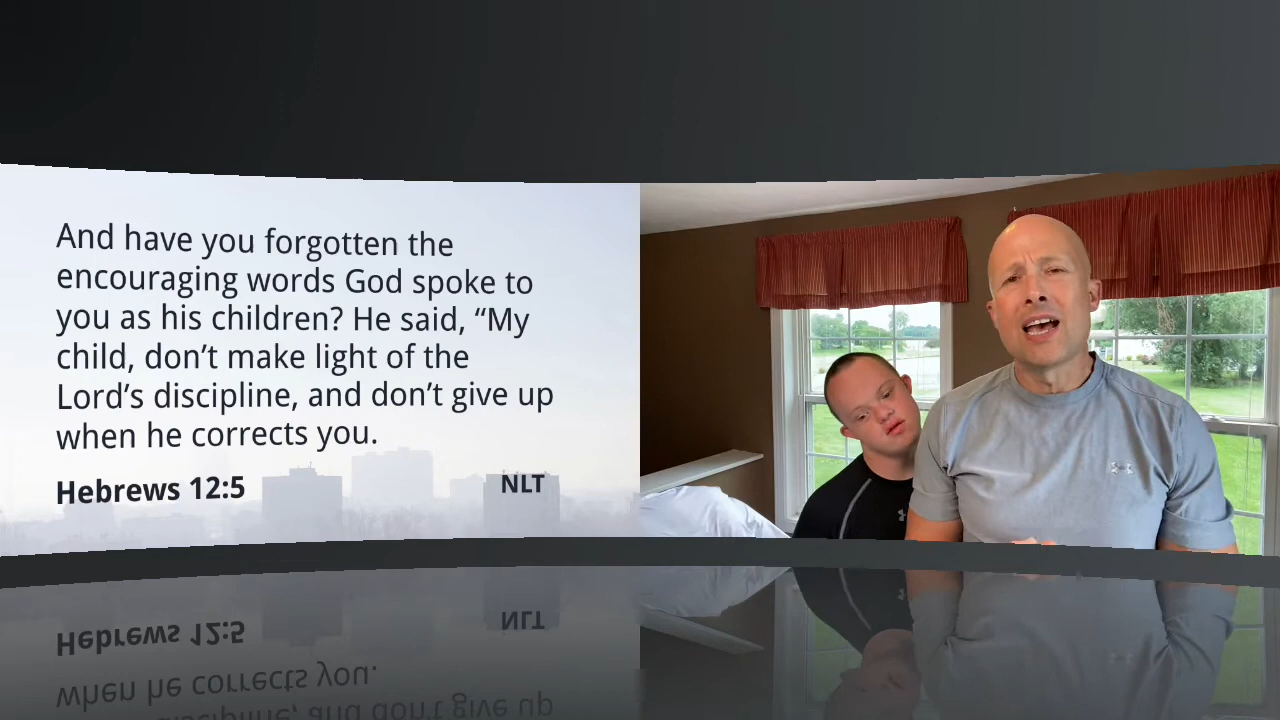 And have you forgotten the
encouraging words God spoke to
you as his children? He said, “My
child, don’t make light of the
Lord’s discipline, and don’t give up
when he corrects you.
Hebrews 12:5
NLT